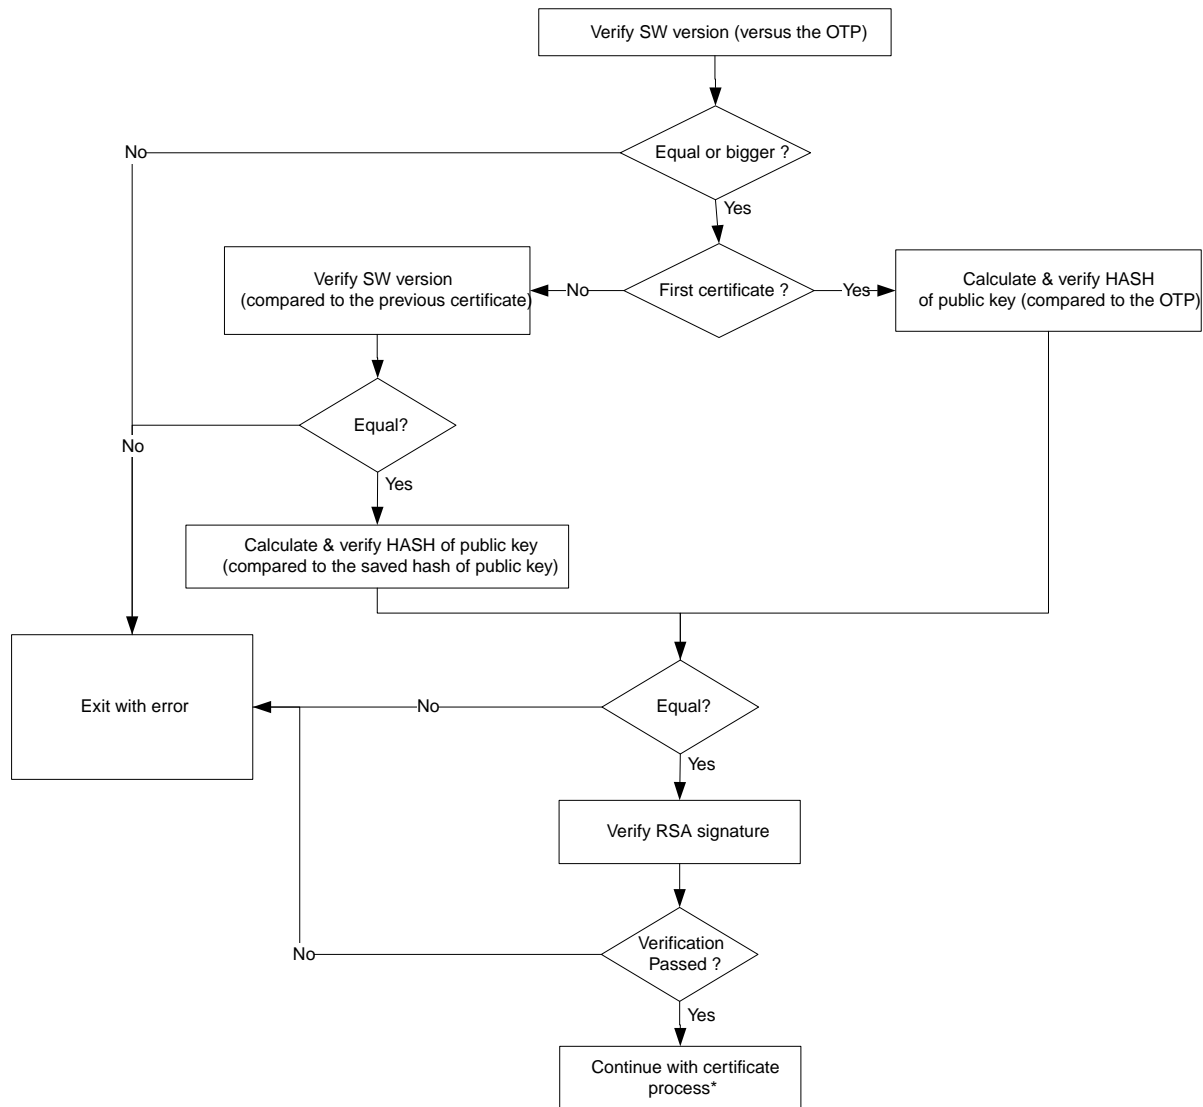 Verify SW version (versus the OTP)
Equal or bigger ?
No
Yes
First certificate ?
No
Yes
Verify SW version
(compared to the previous certificate)
Calculate & verify HASH
of public key (compared to the OTP)
Equal?
No
Yes
Calculate & verify HASH of public key
(compared to the saved hash of public key)
Exit with error
Equal?
No
Yes
Verify RSA signature
Verification
Passed ?
No
Yes
Continue with certificate
process*